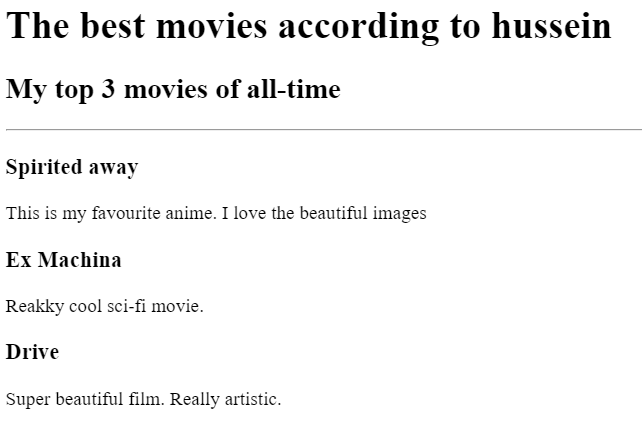 The best movies according to hussein
My top 3 movies of all-time
Spirited away
This is my favourite anime. I love the beautiful images
Ex Machina
Reakky cool sci-fi movie.
Drive
Super beautiful film. Really artistic.